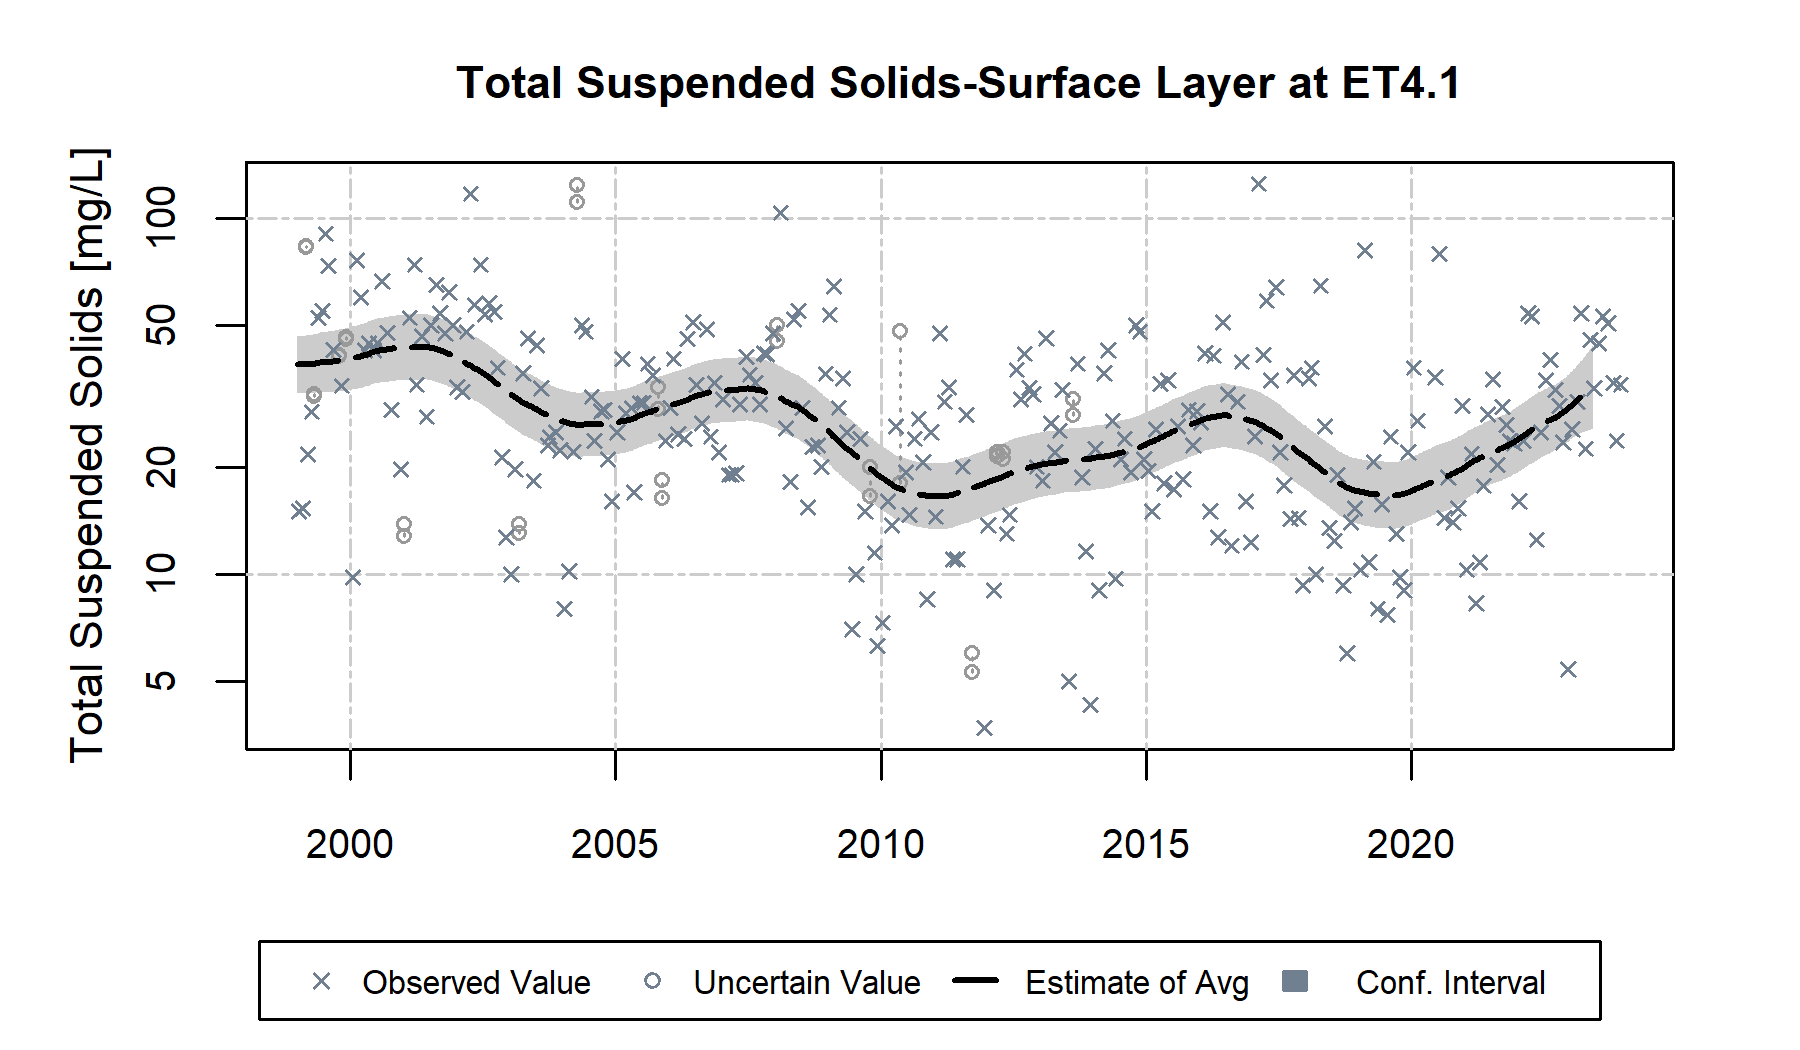 Total Suspended Solids-Surface Layer at ET4.1
Total Suspended Solids [mg/L]
100
50
20
10
5
2000 2005 2010 2015 2020
Observed Value Uncertain Value Estimate of Avg Conf. Interval